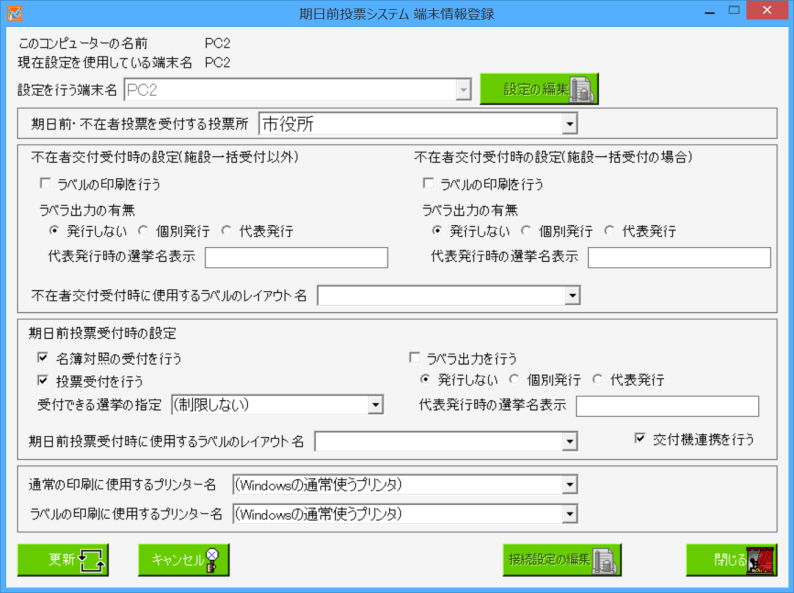 期日前投票システム 端末情報登録
このコンピューターの名前 PC2
現在設定を使用している端末名 PC2
設定を行う端末名 PC2 設定の編集
期日前・不在者投票を受付する投票所 市役所
不在者交付受付時の設定(施設一括受付以外) 不在者交付受付時の設定(施設一括受付の場合)
ラベルの印刷を行う ラベルの印刷を行う
ラベラ出力の有無 ラベラ出力の有無
発行しない 個別発行 代表発行 発行しない 個別発行 代表発行
代表発行時の選挙名表示 代表発行時の選挙名表示
不在者交付受付時に使用するラベルのレイアウト名
期日前投票受付時の設定
名簿対照の受付を行う ラベラ出力を行う
投票受付を行う 発行しない 個別発行 代表発行
受付できる選挙の指定 (制限しない) 代表発行時の選挙名表示
期日前投票受付時に使用するラベルのレイアウト名 交付機連携を行う
通常の印刷に使用するプリンター名 (Windowsの通常使うプリンタ)
ラベルの印刷に使用するプリンター名 (Windowsの通常使うプリンタ)
更新 キャンセル 接続設定の編集 閉じる